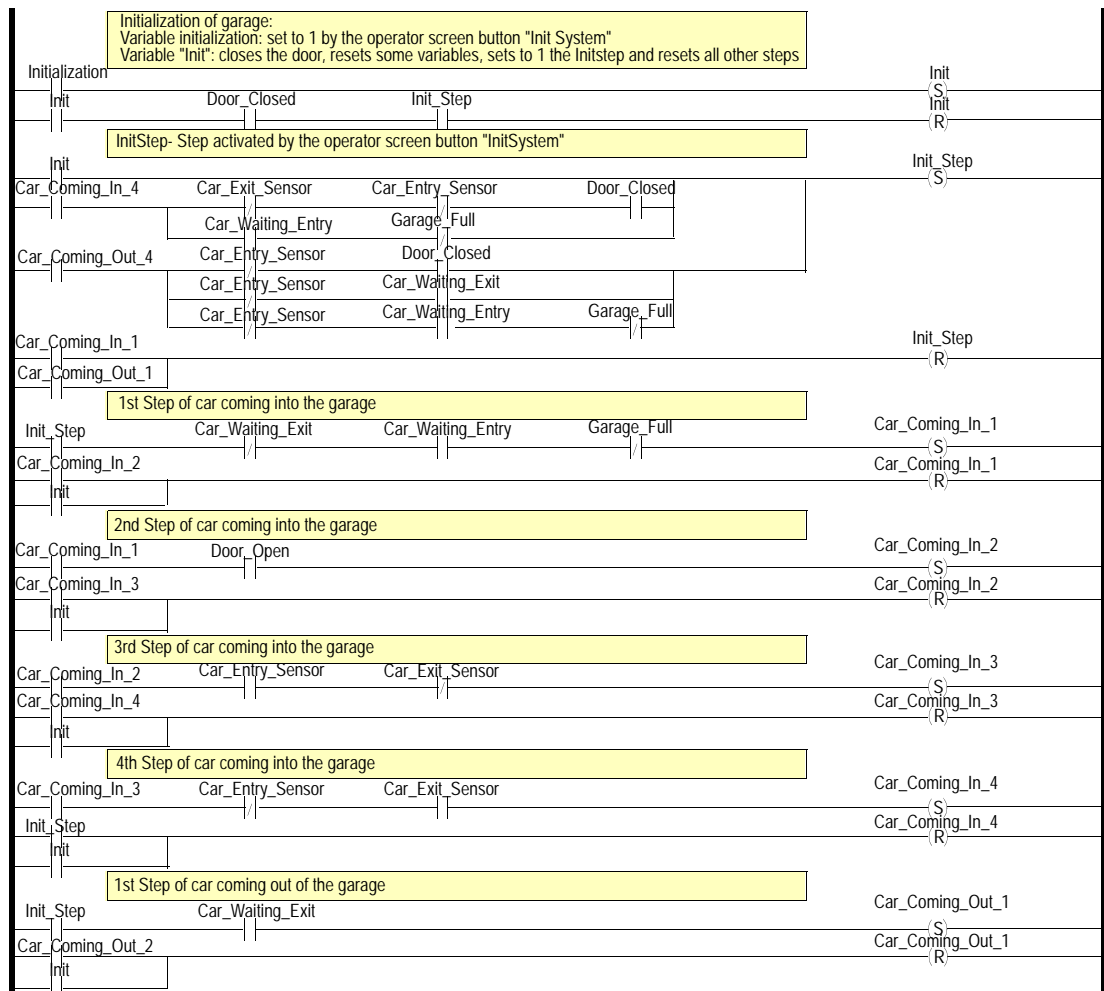 Initialization of garage:
Variable initialization: set to 1 by the operator screen button "Init System"
Variable "Init": closes the door, resets some variables, sets to 1 the Initstep and resets all other steps
Initialization Init
(S)
Init Door_Closed Init_Step Init
(R)
InitStep- Step activated by the operator screen button "InitSystem"
Init Init_Step
(S)
Car_Coming_In_4 Car_Exit_Sensor Car_Entry_Sensor Door_Closed
Car_Waiting_Entry Garage_Full
Car_Coming_Out_4 Car_Entry_Sensor Door_Closed
Car_Entry_Sensor Car_Waiting_Exit
Car_Entry_Sensor Car_Waiting_Entry Garage_Full
Car_Coming_In_1 Init_Step
(R)
Car_Coming_Out_1
1st Step of car coming into the garage
Init_Step Car_Waiting_Exit Car_Waiting_Entry Garage_Full Car_Coming_In_1
(S)
Car_Coming_In_2 Car_Coming_In_1
(R)
Init
2nd Step of car coming into the garage
Car_Coming_In_1 Door_Open Car_Coming_In_2
(S)
Car_Coming_In_3 Car_Coming_In_2
(R)
Init
3rd Step of car coming into the garage
Car_Coming_In_2 Car_Entry_Sensor Car_Exit_Sensor Car_Coming_In_3
(S)
Car_Coming_In_4 Car_Coming_In_3
(R)
Init
4th Step of car coming into the garage
Car_Coming_In_3 Car_Entry_Sensor Car_Exit_Sensor Car_Coming_In_4
(S)
Init_Step Car_Coming_In_4
(R)
Init
1st Step of car coming out of the garage
Init_Step Car_Waiting_Exit Car_Coming_Out_1
(S)
Car_Coming_Out_2 Car_Coming_Out_1
(R)
Init